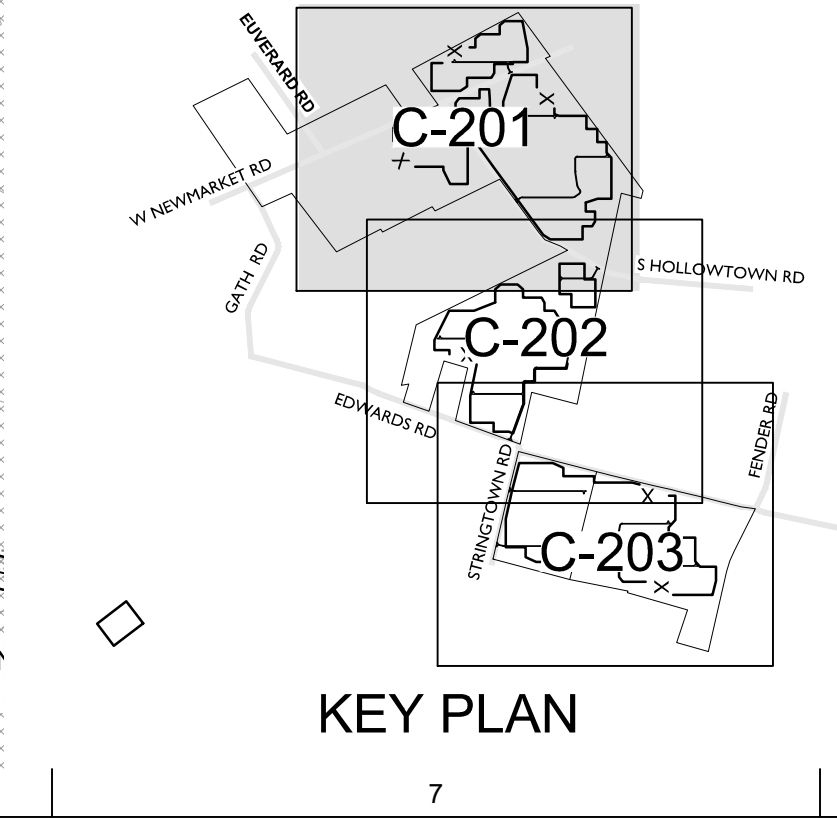 EUVERARD RD
C-201
W NEWMARKET RD
GATH RD
S HOLLOWTOWN RD
C-202
EDWARDS RD
FENDER RD
STRINGTOWN RD
C-203
KEY PLAN
7